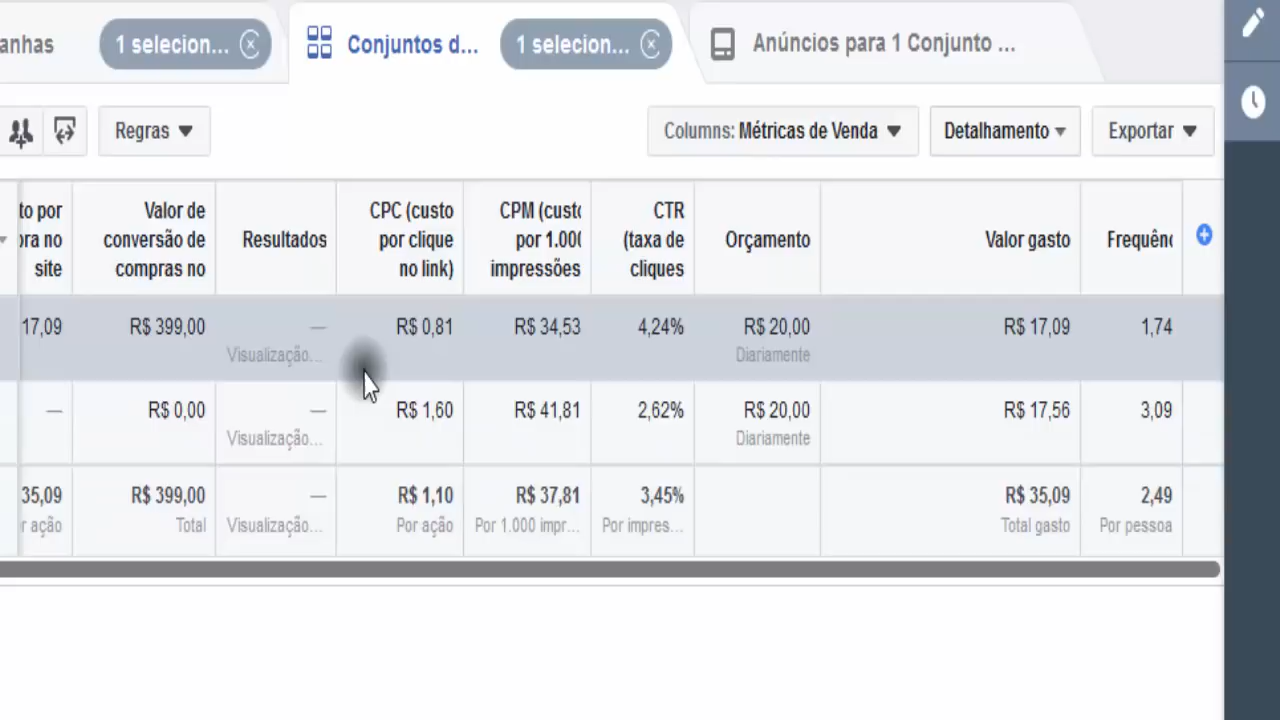 anhas
1 selecion...
Conjuntos d...
1 selecion...
Anúncios para 1 Conjunto ...
Regras
Columns: Métricas de Venda
Detalhamento
Exportar
to por
ra no
site
Valor de
conversão de
compras no
Resultados
CPC (custo
por clique
no link)
CPM (custo
por 1.000
impressões
CTR
(taxa de
cliques
Orçamento
Valor gasto
Frequênc
17,09
R$ 399,00
—
Visualização...
R$ 0,81
R$ 34,53
4,24%
R$ 20,00
Diariamente
R$ 17,09
1,74
—
R$ 0,00
—
Visualização...
R$ 1,60
R$ 41,81
2,62%
R$ 20,00
Diariamente
R$ 17,56
3,09
35,09
r ação
R$ 399,00
Total
—
Visualização...
R$ 1,10
Por ação
R$ 37,81
Por 1.000 impr...
3,45%
Por impres...
R$ 35,09
Total gasto
2,49
Por pessoa